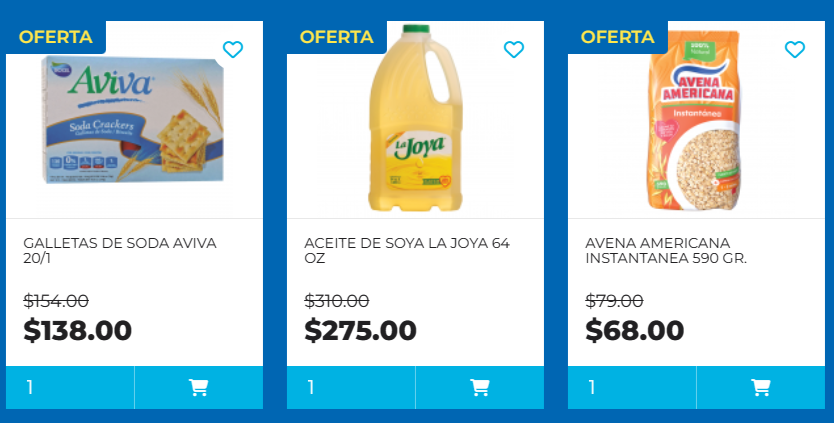 OFERTA
Aviva
Soda Crackers
GALLETAS DE SODA AVIVA
20/1
$154.00
$138.00
1
OFERTA
La Joya
ACEITE DE SOYA LA JOYA 64
OZ
$310.00
$275.00
1
OFERTA
100%
Natural
AVENA
AMERICANA
Instantánea
AVENA AMERICANA
INSTANTANEA 590 GR.
$79.00
$68.00
1